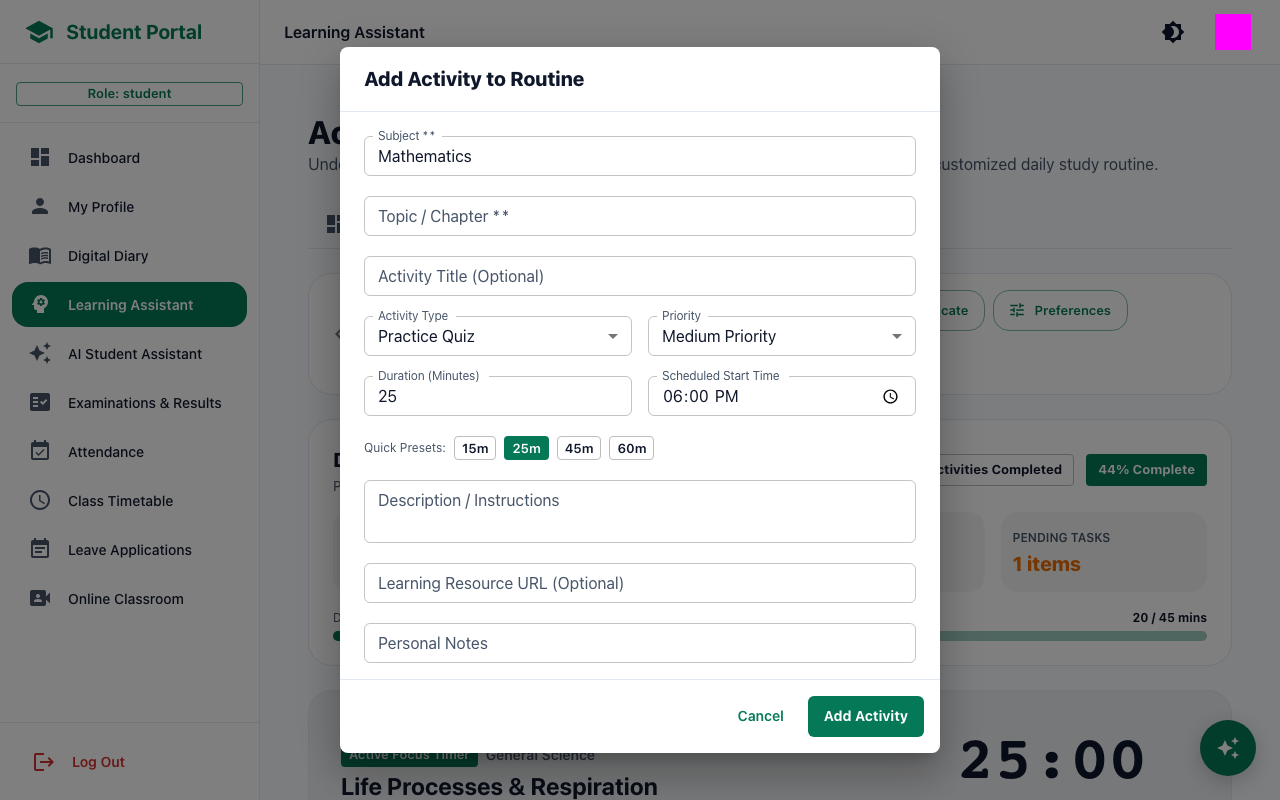 Student Portal
Learning Assistant
Role: student
Dashboard
My Profile
Digital Diary
Learning Assistant
AI Student Assistant
Examinations & Results
Attendance
Class Timetable
Leave Applications
Online Classroom
Log Out
ustomized daily study routine.
Preferences
44% Complete
PENDING TASKS
1 items
20 / 45 mins
Add Activity to Routine
Subject * *
Mathematics
Topic / Chapter * *
Activity Title (Optional)
Activity Type
Practice Quiz
Priority
Medium Priority
Duration (Minutes)
25
Scheduled Start Time
06:00 PM
Quick Presets:
15m
25m
45m
60m
Description / Instructions
Learning Resource URL (Optional)
Personal Notes
Cancel
Add Activity
Active Focus Timer
General Science
Life Processes & Respiration
25:00